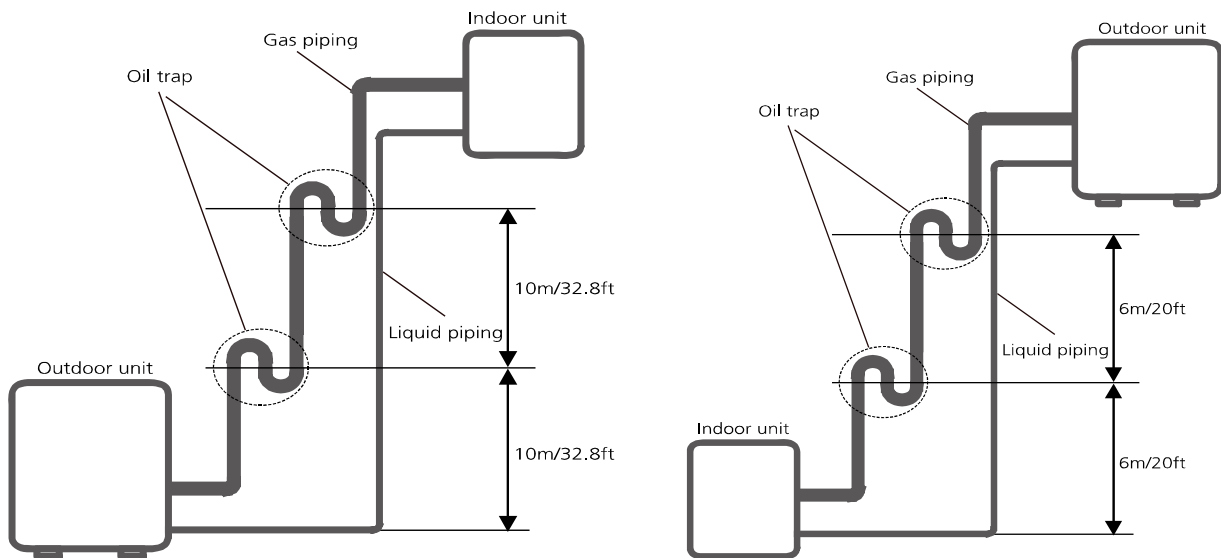 Indoor unit
Gas piping
Oil trap
10m/32.8ft
Liquid piping
Outdoor unit
10m/32.8ft
Outdoor unit
Gas piping
Oil trap
6m/20ft
Liquid piping
Indoor unit
6m/20ft